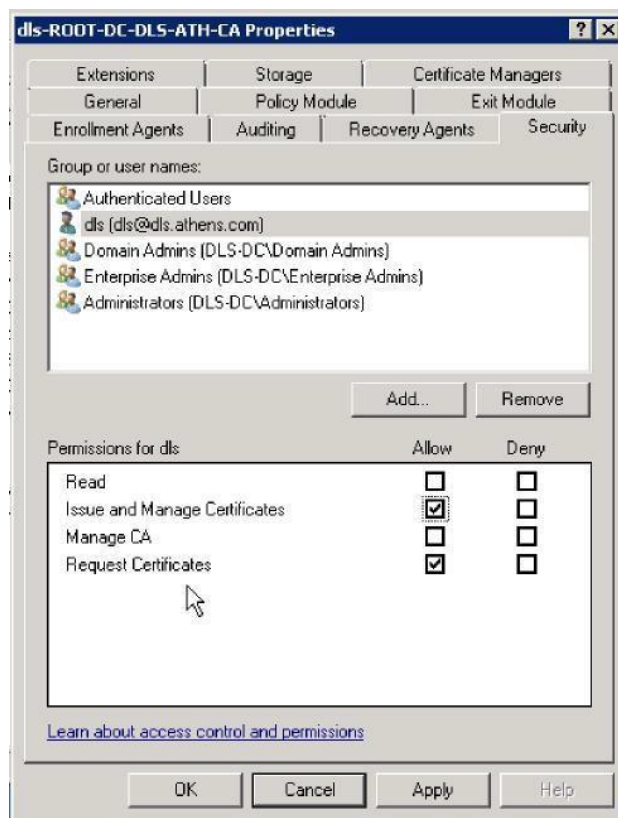 dls-ROOT-DC-DLS-ATH-CA Properties
Extensions Storage Certificate Managers
General Policy Module Exit Module
Enrollment Agents Auditing Recovery Agents Security
Group or user names:
Authenticated Users
dls (dls@dls.athens.com)
Domain Admins (DLS-DC\Domain Admins)
Enterprise Admins (DLS-DC\Enterprise Admins)
Administrators (DLS-DC\Administrators)
Add... Remove
Permissions for dls Allow Deny
Read
Issue and Manage Certificates
Manage CA
Request Certificates
Learn about access control and permissions
OK Cancel Apply Help